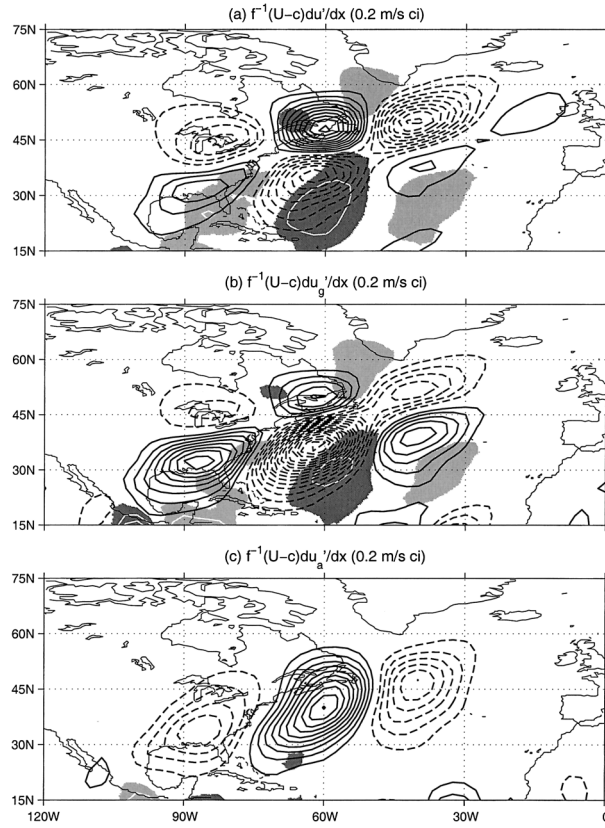 (a) f⁻¹(U−c)du'/dx (0.2 m/s ci)
75N
60N
45N
30N
15N
(b) f⁻¹(U−c)du_g'/dx (0.2 m/s ci)
75N
60N
45N
30N
15N
(c) f⁻¹(U−c)du_a'/dx (0.2 m/s ci)
75N
60N
45N
30N
15N
120W 90W 60W 30W 0